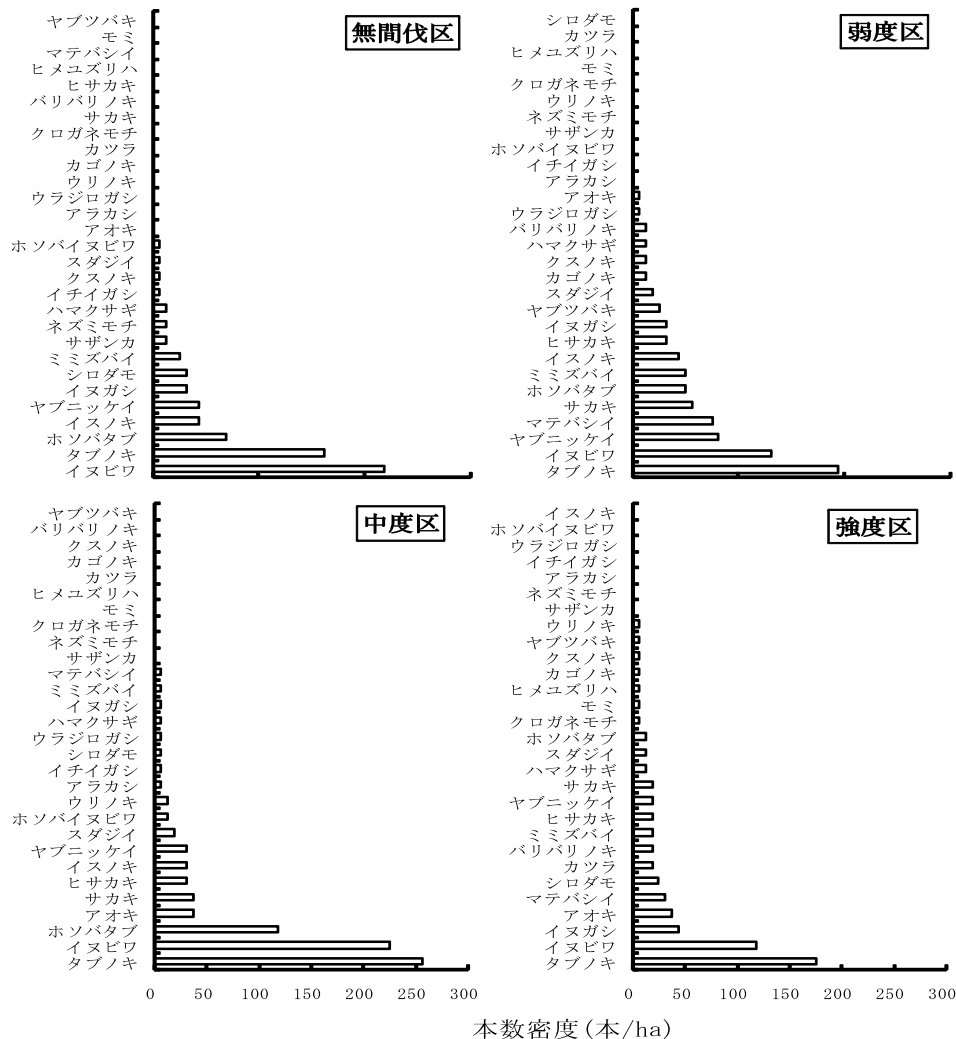 無間伐区
ヤブツバキ
モミ
マテバシイ
ヒメユズリハ
ヒサカキ
バリバリノキ
サカキ
クロガネモチ
カツラ
カゴノキ
ウリノキ
ウラジロガシ
アラカシ
アオキ
ホソバイヌビワ
スダジイ
クスノキ
イチイガシ
ハマクサギ
ネズミモチ
サザンカ
ミミズバイ
シロダモ
イヌガシ
ヤブニッケイ
イスノキ
ホソバタブ
タブノキ
イヌビワ
弱度区
シロダモ
カツラ
ヒメユズリハ
モミ
クロガネモチ
ウリノキ
ネズミモチ
サザンカ
ホソバイヌビワ
イチイガシ
アラカシ
アオキ
ウラジロガシ
バリバリノキ
ハマクサギ
クスノキ
カゴノキ
スダジイ
ヤブツバキ
イヌガシ
ヒサカキ
イスノキ
ミミズバイ
ホソバタブ
サカキ
マテバシイ
ヤブニッケイ
イヌビワ
タブノキ
中度区
ヤブツバキ
バリバリノキ
クスノキ
カゴノキ
カツラ
ヒメユズリハ
モミ
クロガネモチ
ネズミモチ
サザンカ
マテバシイ
ミミズバイ
イヌガシ
ハマクサギ
ウラジロガシ
シロダモ
イチイガシ
アラカシ
ウリノキ
ホソバイヌビワ
スダジイ
ヤブニッケイ
イスノキ
ヒサカキ
サカキ
アオキ
ホソバタブ
イヌビワ
タブノキ
0 50 100 150 200 250 300
強度区
イスノキ
ホソバイヌビワ
ウラジロガシ
イチイガシ
アラカシ
ネズミモチ
サザンカ
ウリノキ
ヤブツバキ
クスノキ
カゴノキ
ヒメユズリハ
モミ
クロガネモチ
ホソバタブ
スダジイ
ハマクサギ
サカキ
ヤブニッケイ
ヒサカキ
ミミズバイ
バリバリノキ
カツラ
シロダモ
マテバシイ
アオキ
イヌガシ
イヌビワ
タブノキ
0 50 100 150 200 250 300
本数密度(本/ha)